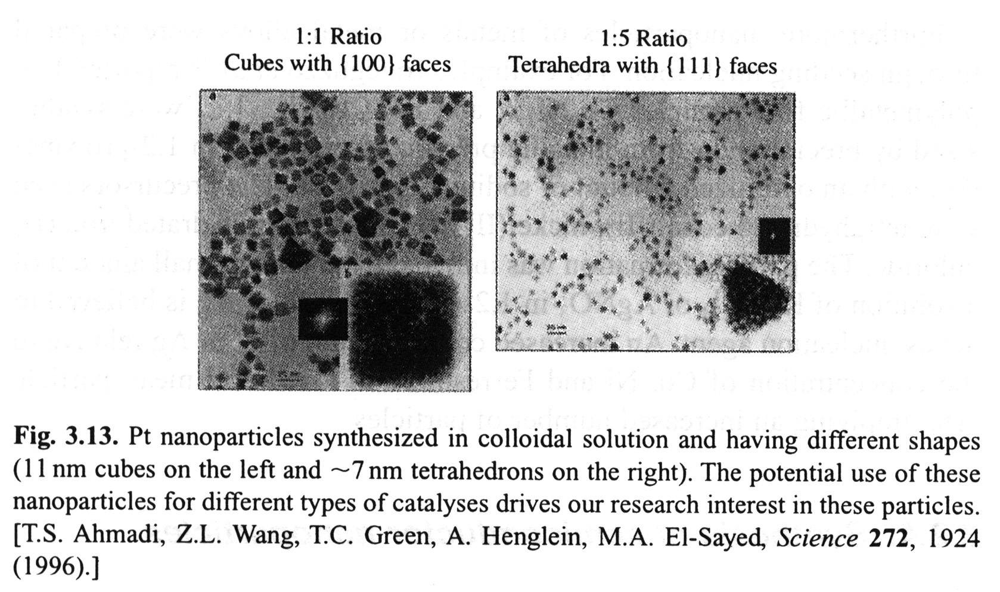 1:1 Ratio
Cubes with {100} faces
1:5 Ratio
Tetrahedra with {111} faces
Fig. 3.13. Pt nanoparticles synthesized in colloidal solution and having different shapes
(11 nm cubes on the left and ~7 nm tetrahedrons on the right). The potential use of these
nanoparticles for different types of catalyses drives our research interest in these particles.
[T.S. Ahmadi, Z.L. Wang, T.C. Green, A. Henglein, M.A. El-Sayed, Science 272, 1924
(1996).]